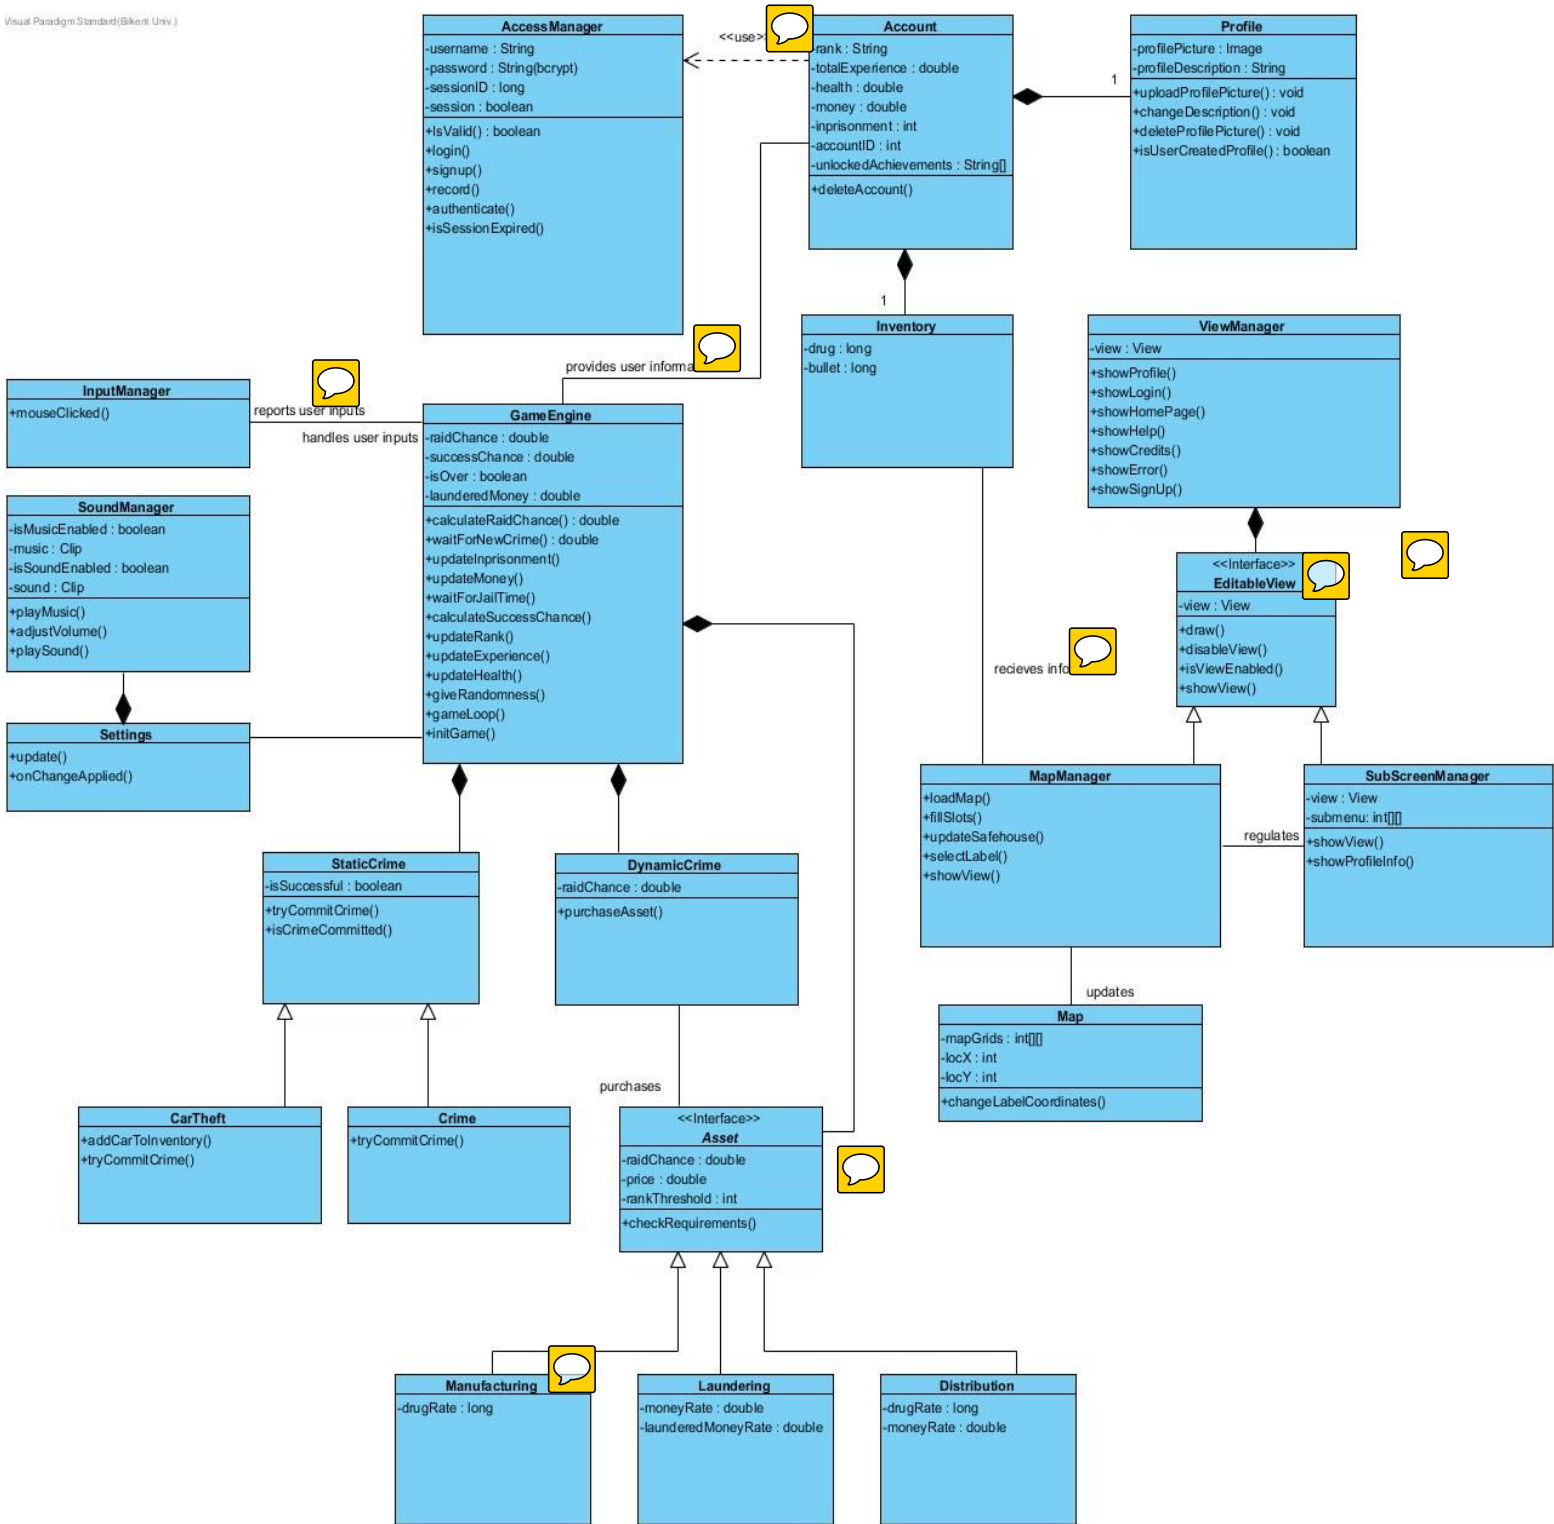 Visual Paradigm Standard(Bilkent Univ.)
AccessManager
-username : String
-password : String(bcrypt)
-sessionID : long
-session : boolean
+IsValid() : boolean
+login()
+signup()
+record()
+authenticate()
+isSessionExpired()
<<use>>
Account
-rank : String
-totalExperience : double
-health : double
-money : double
-inprisonment : int
-accountID : int
-unlockedAchievements : String[]
+deleteAccount()
1
Profile
-profilePicture : Image
-profileDescription : String
+uploadProfilePicture() : void
+changeDescription() : void
+deleteProfilePicture() : void
+isUserCreatedProfile() : boolean
1
Inventory
-drug : long
-bullet : long
ViewManager
-view : View
+showProfile()
+showLogin()
+showHomePage()
+showHelp()
+showCredits()
+showError()
+showSignUp()
provides user informa
InputManager
+mouseClicked()
reports user inputs
handles user inputs
GameEngine
-raidChance : double
-successChance : double
-isOver : boolean
-launderedMoney : double
+calculateRaidChance() : double
+waitForNewCrime() : double
+updateInprisonment()
+updateMoney()
+waitForJailTime()
+calculateSuccessChance()
+updateRank()
+updateExperience()
+updateHealth()
+giveRandomness()
+gameLoop()
+initGame()
SoundManager
-isMusicEnabled : boolean
-music : Clip
-isSoundEnabled : boolean
-sound : Clip
+playMusic()
+adjustVolume()
+playSound()
Settings
+update()
+onChangeApplied()
<<Interface>>
EditableView
-view : View
+draw()
+disableView()
+isViewEnabled()
+showView()
recieves info
MapManager
+loadMap()
+fillSlots()
+updateSafehouse()
+selectLabel()
+showView()
regulates
SubScreenManager
-view : View
-submenu: int[][]
+showView()
+showProfileInfo()
StaticCrime
-isSuccessful : boolean
+tryCommitCrime()
+isCrimeCommitted()
DynamicCrime
-raidChance : double
+purchaseAsset()
updates
Map
-mapGrids : int[][]
-locX : int
-locY : int
+changeLabelCoordinates()
purchases
CarTheft
+addCarToInventory()
+tryCommitCrime()
Crime
+tryCommitCrime()
<<Interface>>
Asset
-raidChance : double
-price : double
-rankThreshold : int
+checkRequirements()
Manufacturing
-drugRate : long
Laundering
-moneyRate : double
-launderedMoneyRate : double
Distribution
-drugRate : long
-moneyRate : double